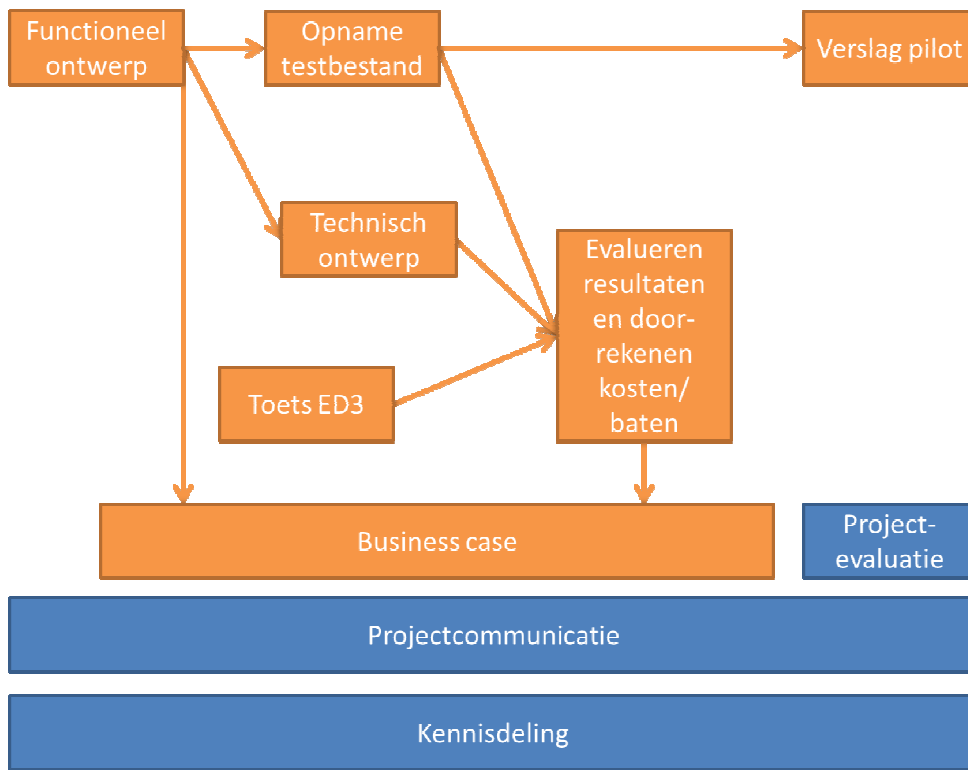 Functioneel
ontwerp
Opname
testbestand
Verslag pilot
Technisch
ontwerp
Evalueren
resultaten
en door-
rekenen
kosten/
baten
Toets ED3
Business case
Project-
evaluatie
Projectcommunicatie
Kennisdeling